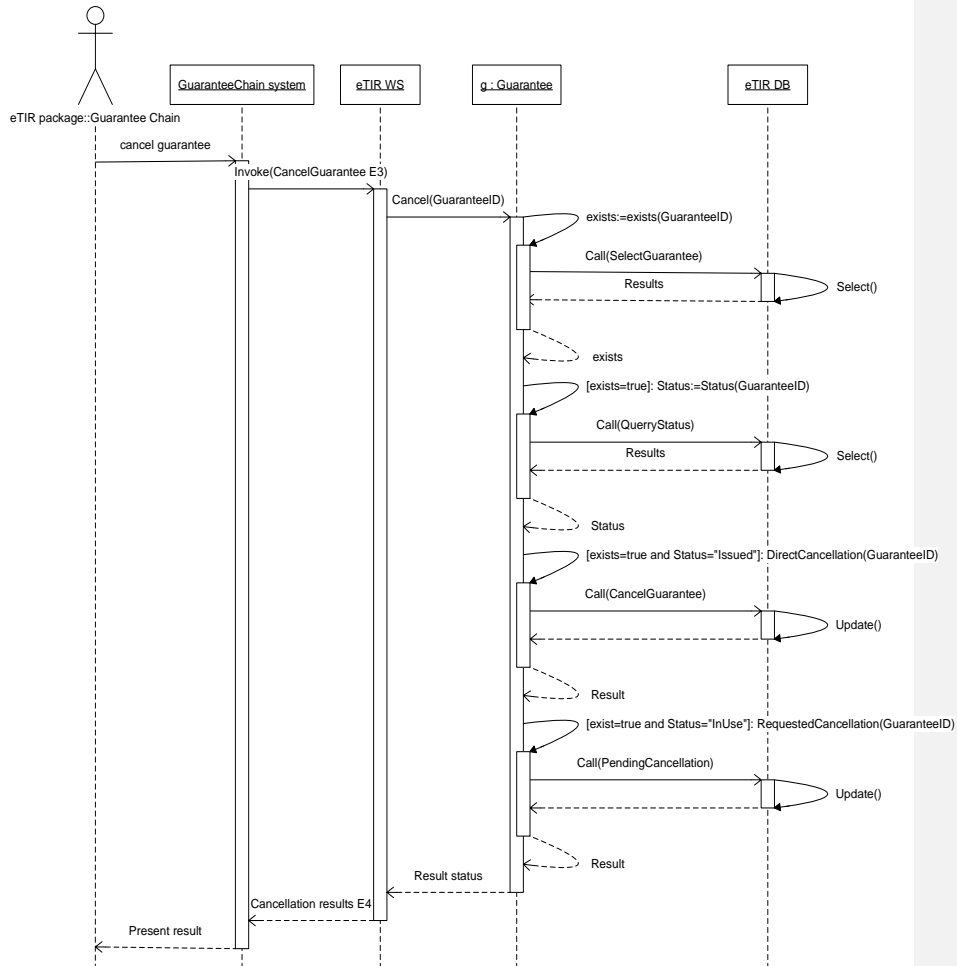 GuaranteeChain system
eTIR WS
g : Guarantee
eTIR DB
eTIR package::Guarantee Chain
cancel guarantee
Invoke(CancelGuarantee E3)
Cancel(GuaranteeID)
exists:=exists(GuaranteeID)
Call(SelectGuarantee)
Results
Select()
exists
[exists=true]: Status:=Status(GuaranteeID)
Call(QuerryStatus)
Results
Select()
Status
[exists=true and Status="Issued"]: DirectCancellation(GuaranteeID)
Call(CancelGuarantee)
Update()
Result
[exist=true and Status="InUse"]: RequestedCancellation(GuaranteeID)
Call(PendingCancellation)
Update()
Result
Result status
Cancellation results E4
Present result